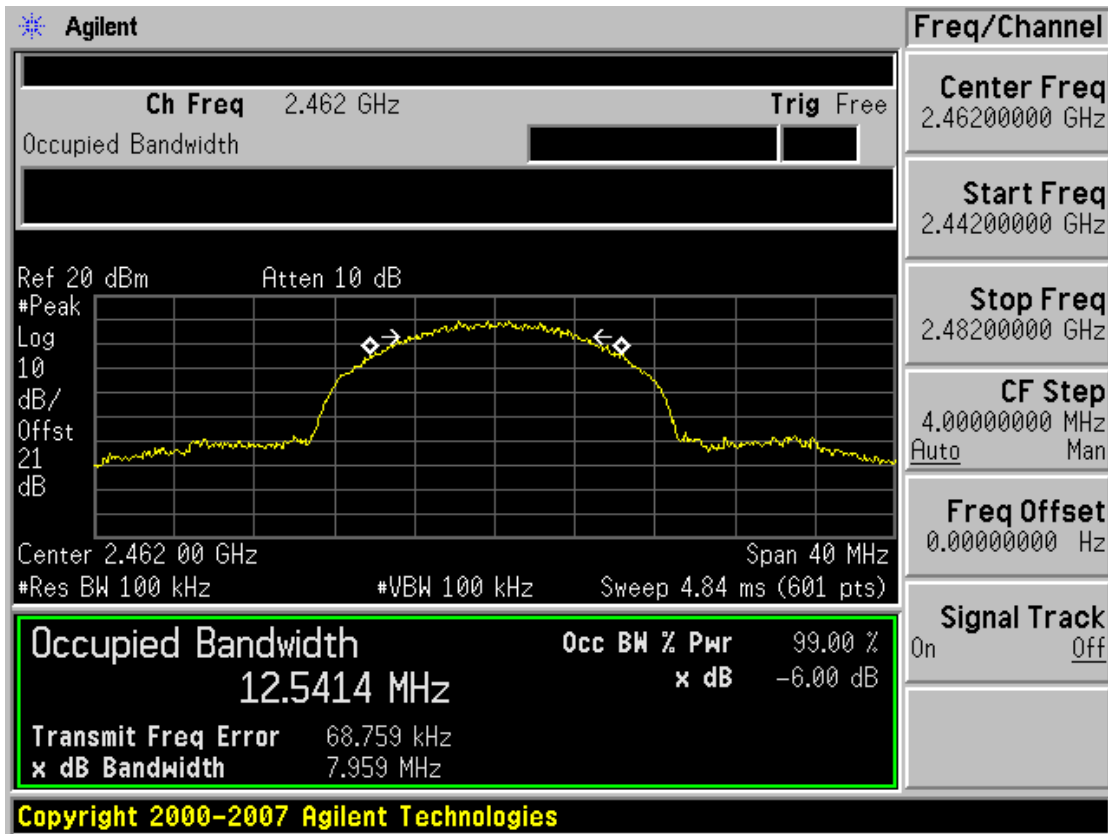 Agilent
Ch Freq 2.462 GHz Trig Free
Occupied Bandwidth
Ref 20 dBm Atten 10 dB
#Peak
Log
10
dB/
Offst
21
dB
Center 2.462 00 GHz Span 40 MHz
#Res BW 100 kHz #VBW 100 kHz Sweep 4.84 ms (601 pts)
Occupied Bandwidth
12.5414 MHz
Occ BW % Pwr 99.00 %
x dB -6.00 dB
Transmit Freq Error 68.759 kHz
x dB Bandwidth 7.959 MHz
Copyright 2000-2007 Agilent Technologies
Freq/Channel
Center Freq
2.46200000 GHz
Start Freq
2.44200000 GHz
Stop Freq
2.48200000 GHz
CF Step
4.00000000 MHz
Auto Man
Freq Offset
0.00000000 Hz
Signal Track
On Off